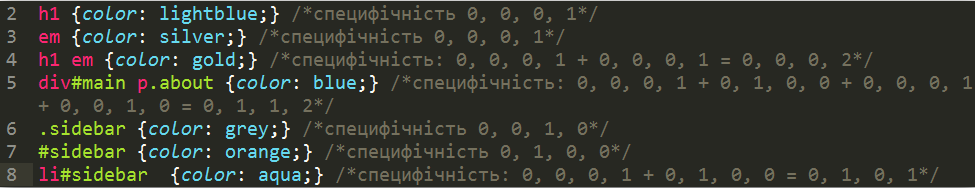 2 h1 {color: lightblue;} /*специфічність 0, 0, 0, 1*/
3 em {color: silver;} /*специфічність 0, 0, 0, 1*/
4 h1 em {color: gold;} /*специфічність: 0, 0, 0, 1 + 0, 0, 0, 1 = 0, 0, 0, 2*/
5 div#main p.about {color: blue;} /*специфічність: 0, 0, 0, 1 + 0, 1, 0, 0 + 0, 0, 0, 1
+ 0, 0, 1, 0 = 0, 1, 1, 2*/
6 .sidebar {color: grey;} /*специфічність 0, 0, 1, 0*/
7 #sidebar {color: orange;} /*специфічність 0, 1, 0, 0*/
8 li#sidebar  {color: aqua;} /*специфічність: 0, 0, 0, 1 + 0, 1, 0, 0 = 0, 1, 0, 1*/